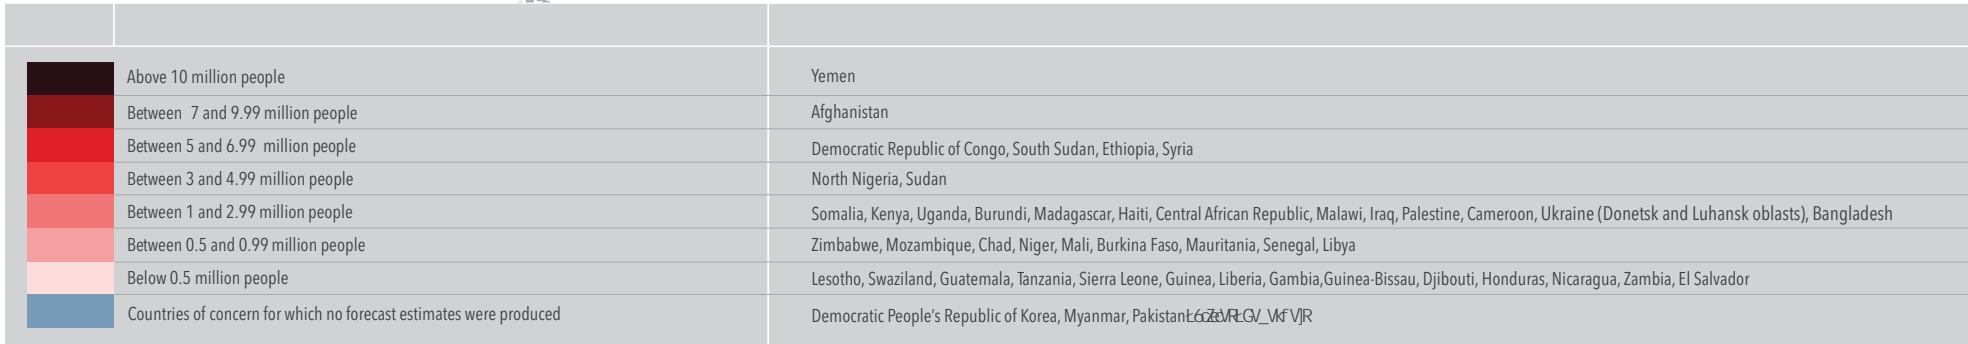 Above 10 million people Yemen
Between 7 and 9.99 million people Afghanistan
Between 5 and 6.99 million people Democratic Republic of Congo, South Sudan, Ethiopia, Syria
Between 3 and 4.99 million people North Nigeria, Sudan
Between 1 and 2.99 million people Somalia, Kenya, Uganda, Burundi, Madagascar, Haiti, Central African Republic, Malawi, Iraq, Palestine, Cameroon, Ukraine (Donetsk and Luhansk oblasts), Bangladesh
Between 0.5 and 0.99 million people Zimbabwe, Mozambique, Chad, Niger, Mali, Burkina Faso, Mauritania, Senegal, Libya
Below 0.5 million people Lesotho, Swaziland, Guatemala, Tanzania, Sierra Leone, Guinea, Liberia, Gambia,Guinea-Bissau, Djibouti, Honduras, Nicaragua, Zambia, El Salvador
Countries of concern for which no forecast estimates were produced Democratic People's Republic of Korea, Myanmar, Pakistan